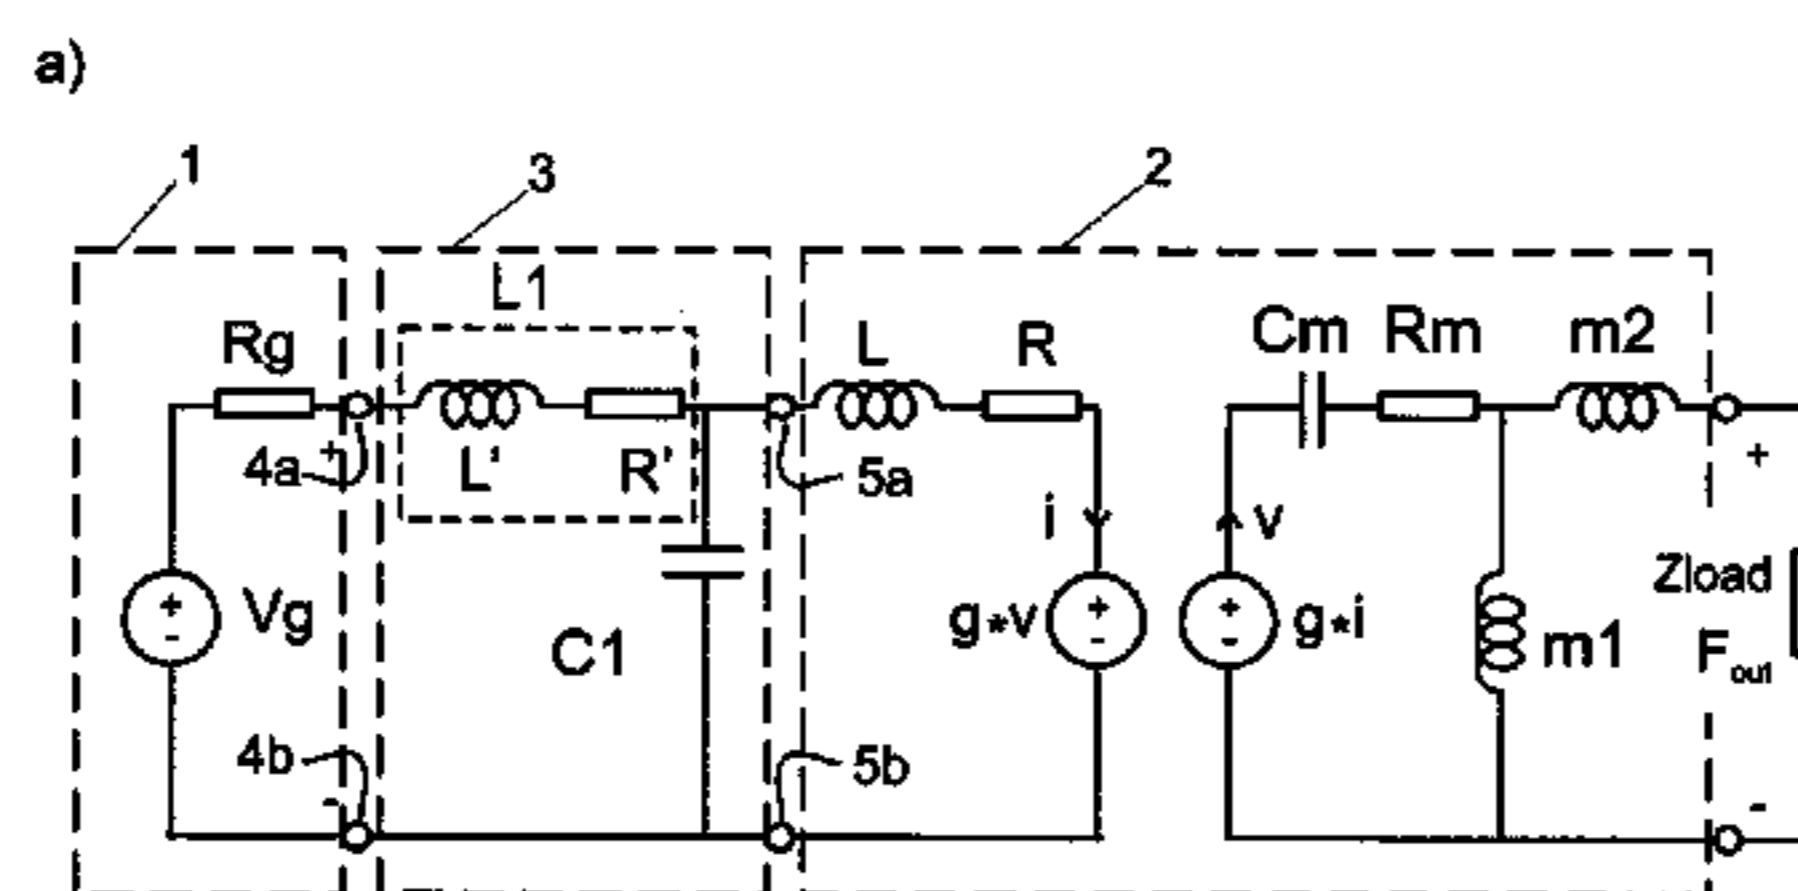 a)
1
3
2
L1
Rg
L
R
Cm
Rm
m2
+
4a
L'
R'
5a
+
i
v
Zload
+
-
Vg
g*v
+
-
+
-
g*i
C1
m1
Fout
4b
5b
-
-